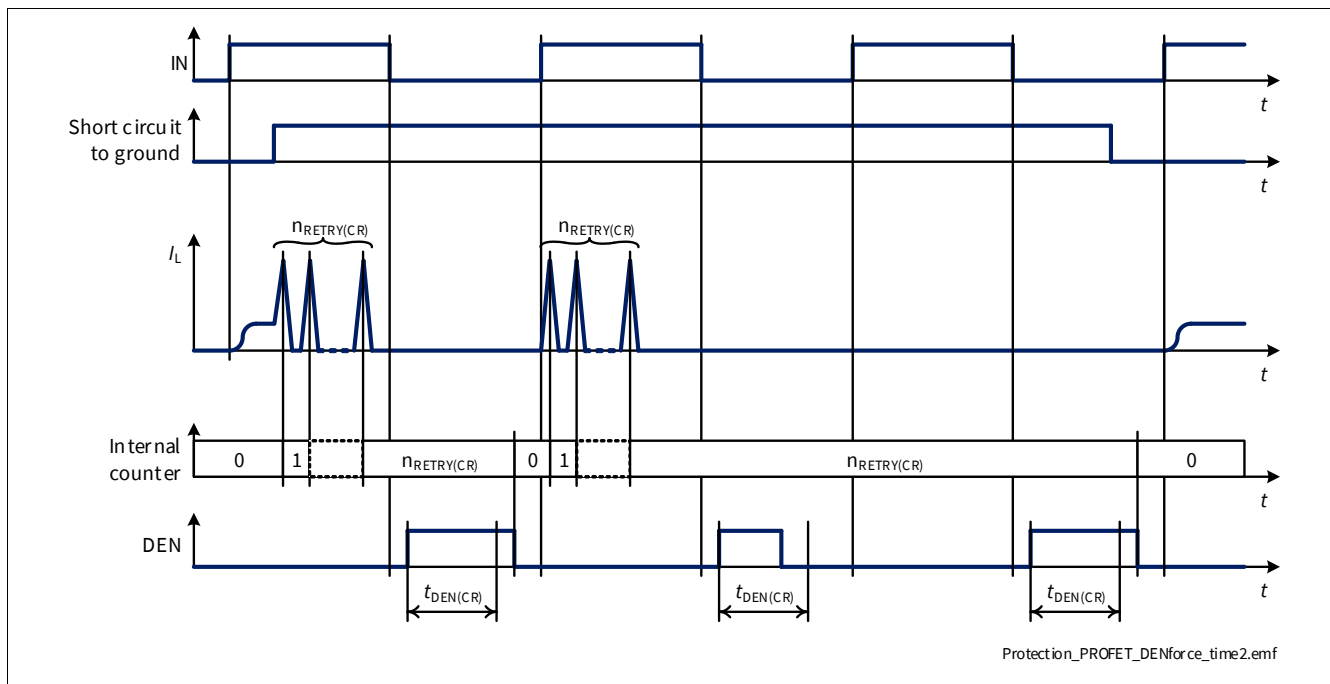 IN
t
Short circuit
to ground
t
nRETRY(CR) nRETRY(CR)
IL
t
Internal
counter
0 1 nRETRY(CR) 0 1 nRETRY(CR) 0
t
DEN
t
tDEN(CR) tDEN(CR) tDEN(CR)
Protection_PROFET_DENforce_time2.emf